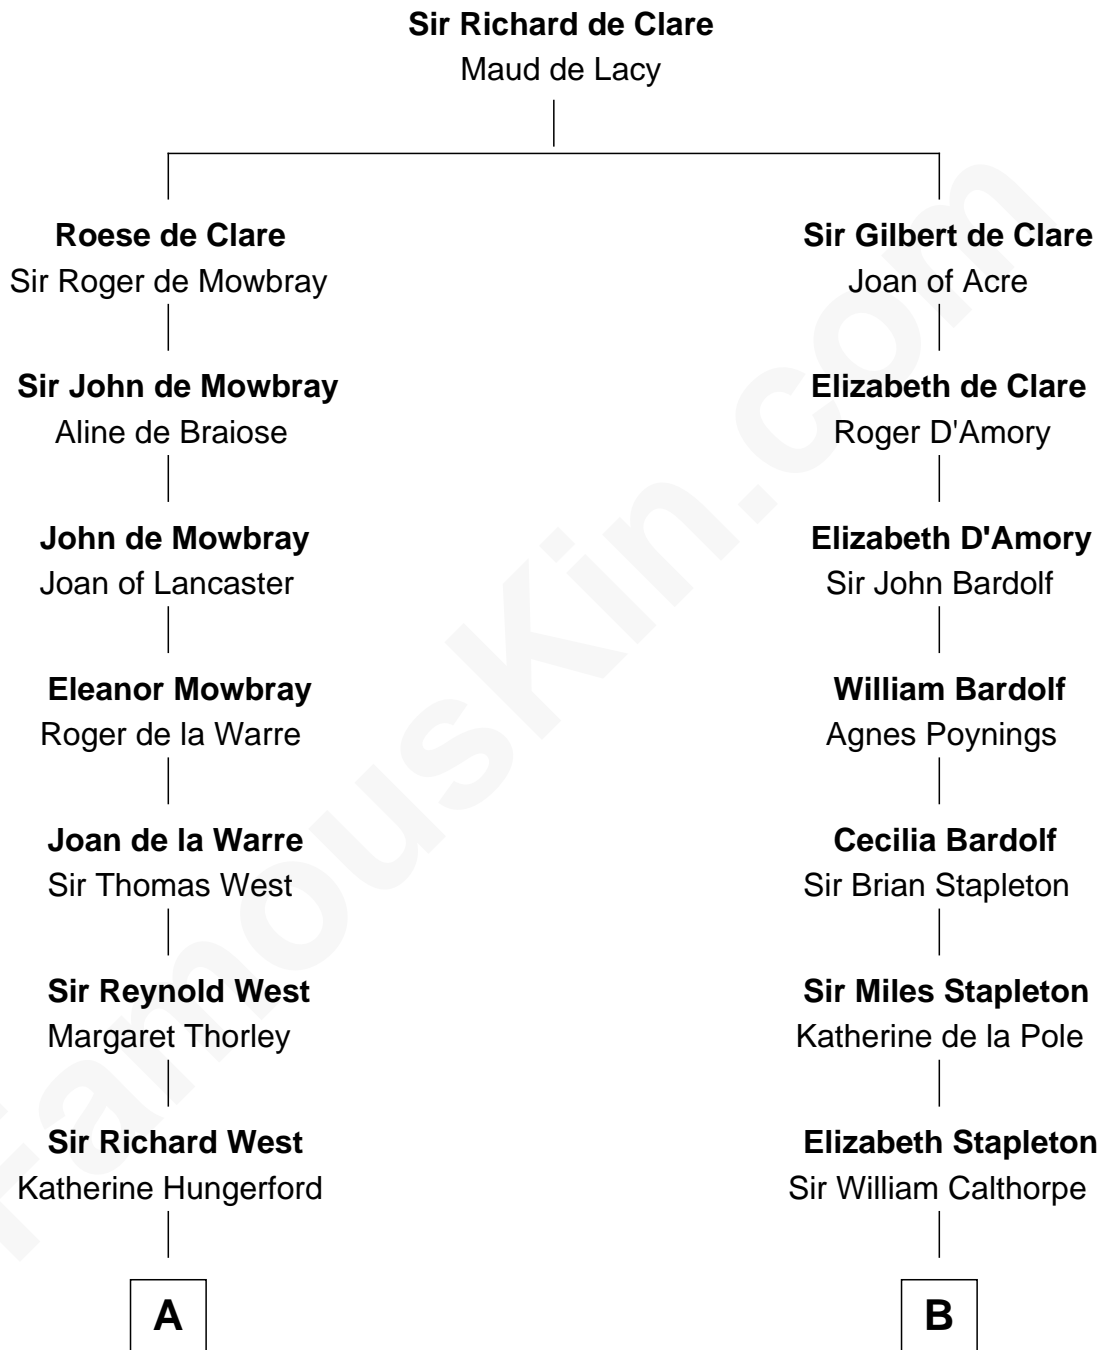 Sir Richard de Clare
Maud de Lacy
Roese de Clare
Sir Roger de Mowbray
Sir Gilbert de Clare
Joan of Acre
Sir John de Mowbray
Aline de Braiose
Elizabeth de Clare
Roger D'Amory
John de Mowbray
Joan of Lancaster
Elizabeth D'Amory
Sir John Bardolf
Eleanor Mowbray
Roger de la Warre
William Bardolf
Agnes Poynings
Joan de la Warre
Sir Thomas West
Cecilia Bardolf
Sir Brian Stapleton
Sir Reynold West
Margaret Thorley
Sir Miles Stapleton
Katherine de la Pole
Sir Richard West
Katherine Hungerford
Elizabeth Stapleton
Sir William Calthorpe
A
B
FamousKin.com